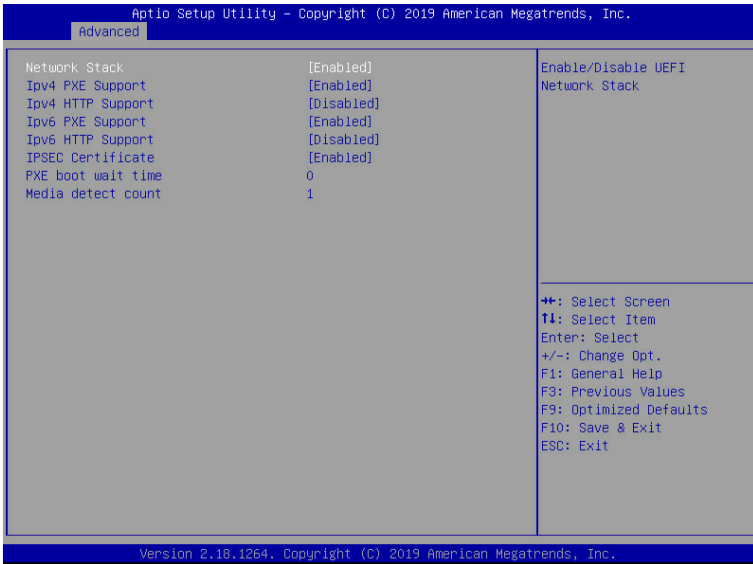 Aptio Setup Utility – Copyright (C) 2019 American Megatrends, Inc.
Advanced
Network Stack [Enabled]
Ipv4 PXE Support [Enabled]
Ipv4 HTTP Support [Disabled]
Ipv6 PXE Support [Enabled]
Ipv6 HTTP Support [Disabled]
IPSEC Certificate [Enabled]
PXE boot wait time 0
Media detect count 1
Enable/Disable UEFI
Network Stack
→←: Select Screen
↑↓: Select Item
Enter: Select
+/-: Change Opt.
F1: General Help
F3: Previous Values
F9: Optimized Defaults
F10: Save & Exit
ESC: Exit
Version 2.18.1264. Copyright (C) 2019 American Megatrends, Inc.